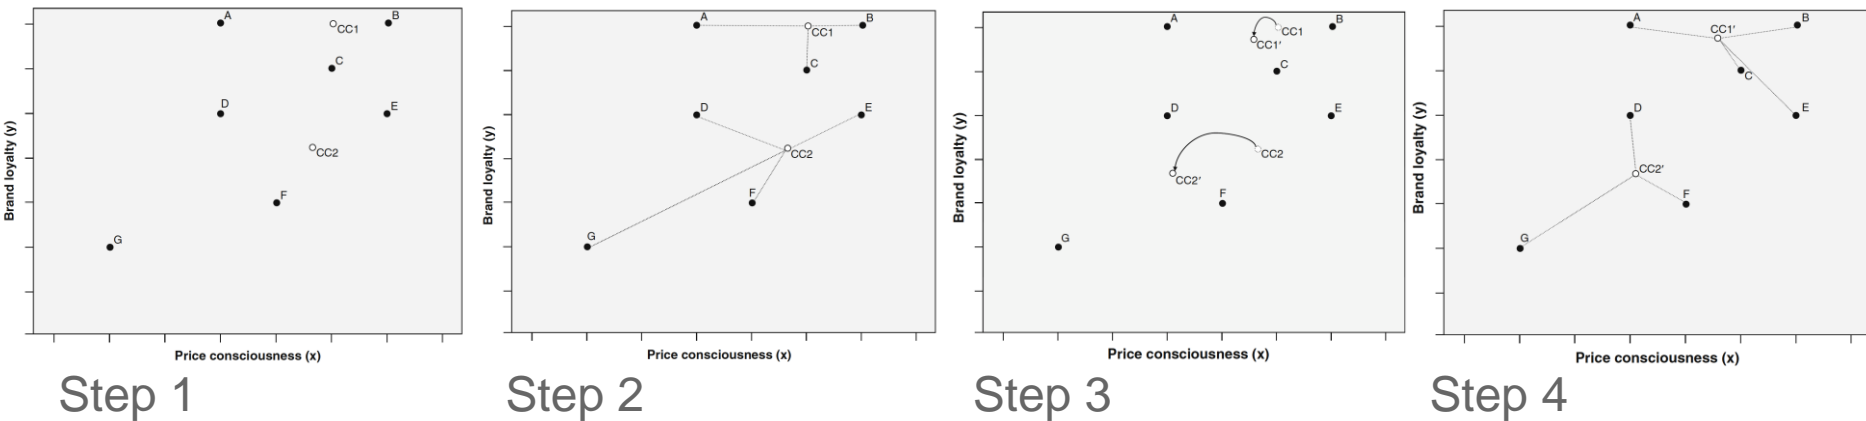 A
B
CC1
C
D
E
CC2
F
G
Brand loyalty (y)
Price consciousness (x)
Step 1
A
B
CC1
C
D
E
CC2
F
G
Brand loyalty (y)
Price consciousness (x)
Step 2
A
B
CC1
CC1′
C
D
E
CC2
CC2′
F
G
Brand loyalty (y)
Price consciousness (x)
Step 3
A
B
CC1′
C
D
E
CC2′
F
G
Brand loyalty (y)
Price consciousness (x)
Step 4